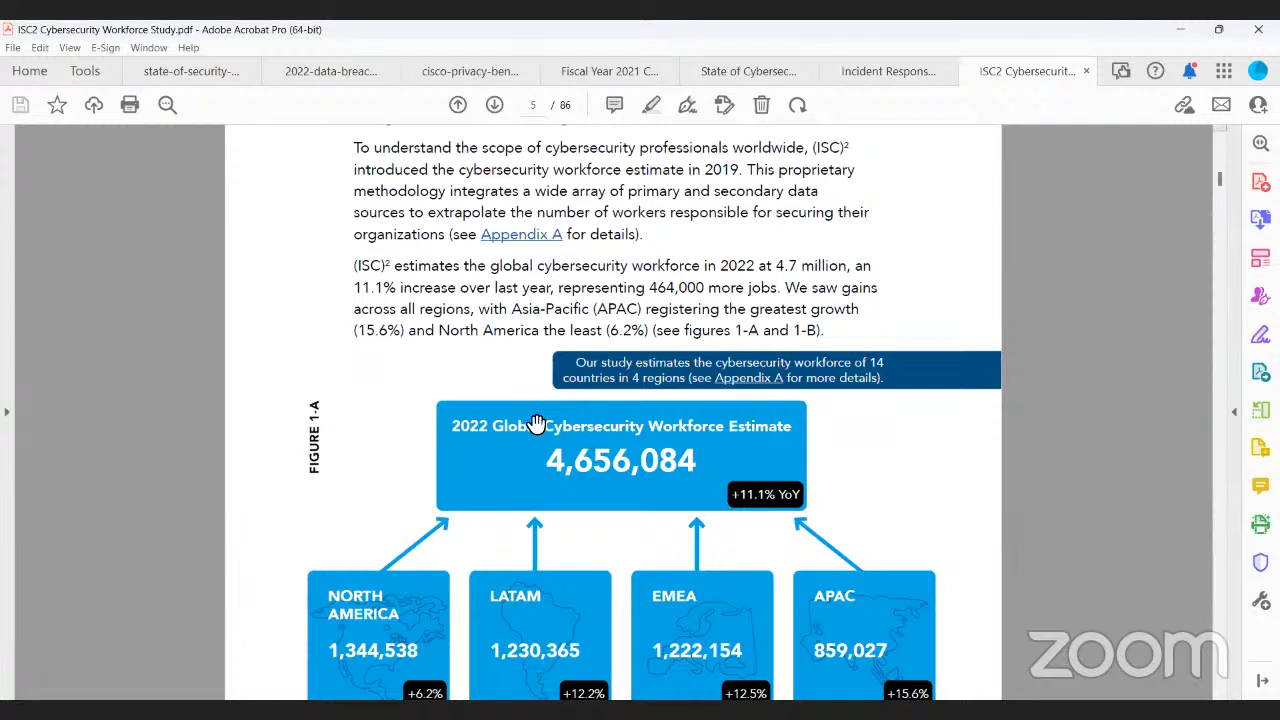 ISC2 Cybersecurity Workforce Study.pdf - Adobe Acrobat Pro (64-bit)
File Edit View E-Sign Window Help
Home Tools state-of-security-... 2022-data-breac... cisco-privacy-ben... Fiscal Year 2021 C... State of Cybersec... Incident Respons... ISC2 Cybersecurit...
5 / 86
To understand the scope of cybersecurity professionals worldwide, (ISC)²
introduced the cybersecurity workforce estimate in 2019. This proprietary
methodology integrates a wide array of primary and secondary data
sources to extrapolate the number of workers responsible for securing their
organizations (see Appendix A for details).
(ISC)² estimates the global cybersecurity workforce in 2022 at 4.7 million, an
11.1% increase over last year, representing 464,000 more jobs. We saw gains
across all regions, with Asia-Pacific (APAC) registering the greatest growth
(15.6%) and North America the least (6.2%) (see figures 1-A and 1-B).
Our study estimates the cybersecurity workforce of 14
countries in 4 regions (see Appendix A for more details).
FIGURE 1-A
2022 Global Cybersecurity Workforce Estimate
4,656,084
+11.1% YoY
NORTH
AMERICA
1,344,538
+6.2%
LATAM
1,230,365
+12.2%
EMEA
1,222,154
+12.5%
APAC
859,027
+15.6%
zoom